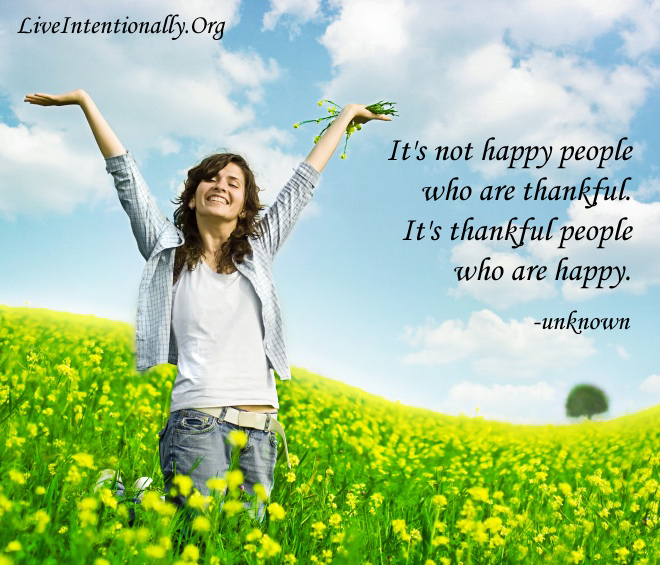 LiveIntentionally.Org
It's not happy people
who are thankful.
It's thankful people
who are happy.
-unknown